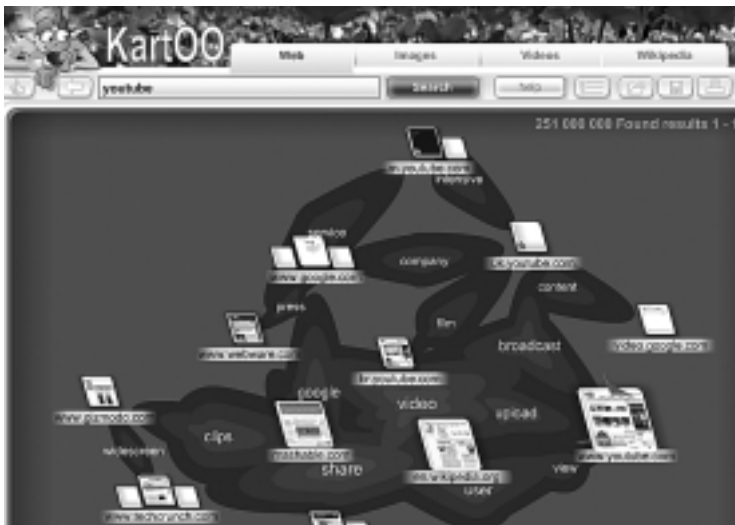 KartOO
Web Images Videos Wikipedia
youtube Search help
251 000 000 Found results 1 -
intensive
service
www.google.com company uk.youtube.com
content
press
film
video.google.com
www.webware.com broadcast
fr.youtube.com
google video
upload
www.gizmodo.com
clips
mashable.com www.youtube.com
widescreen share en.wikipedia.org view
user
www.techcrunch.com